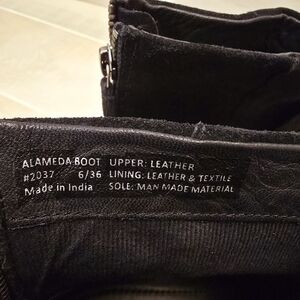 ALAMEDA BOOT UPPER: LEATHER
#2037 6/36 LINING: LEATHER & TEXTILE
Made in India SOLE: MAN MADE MATERIAL